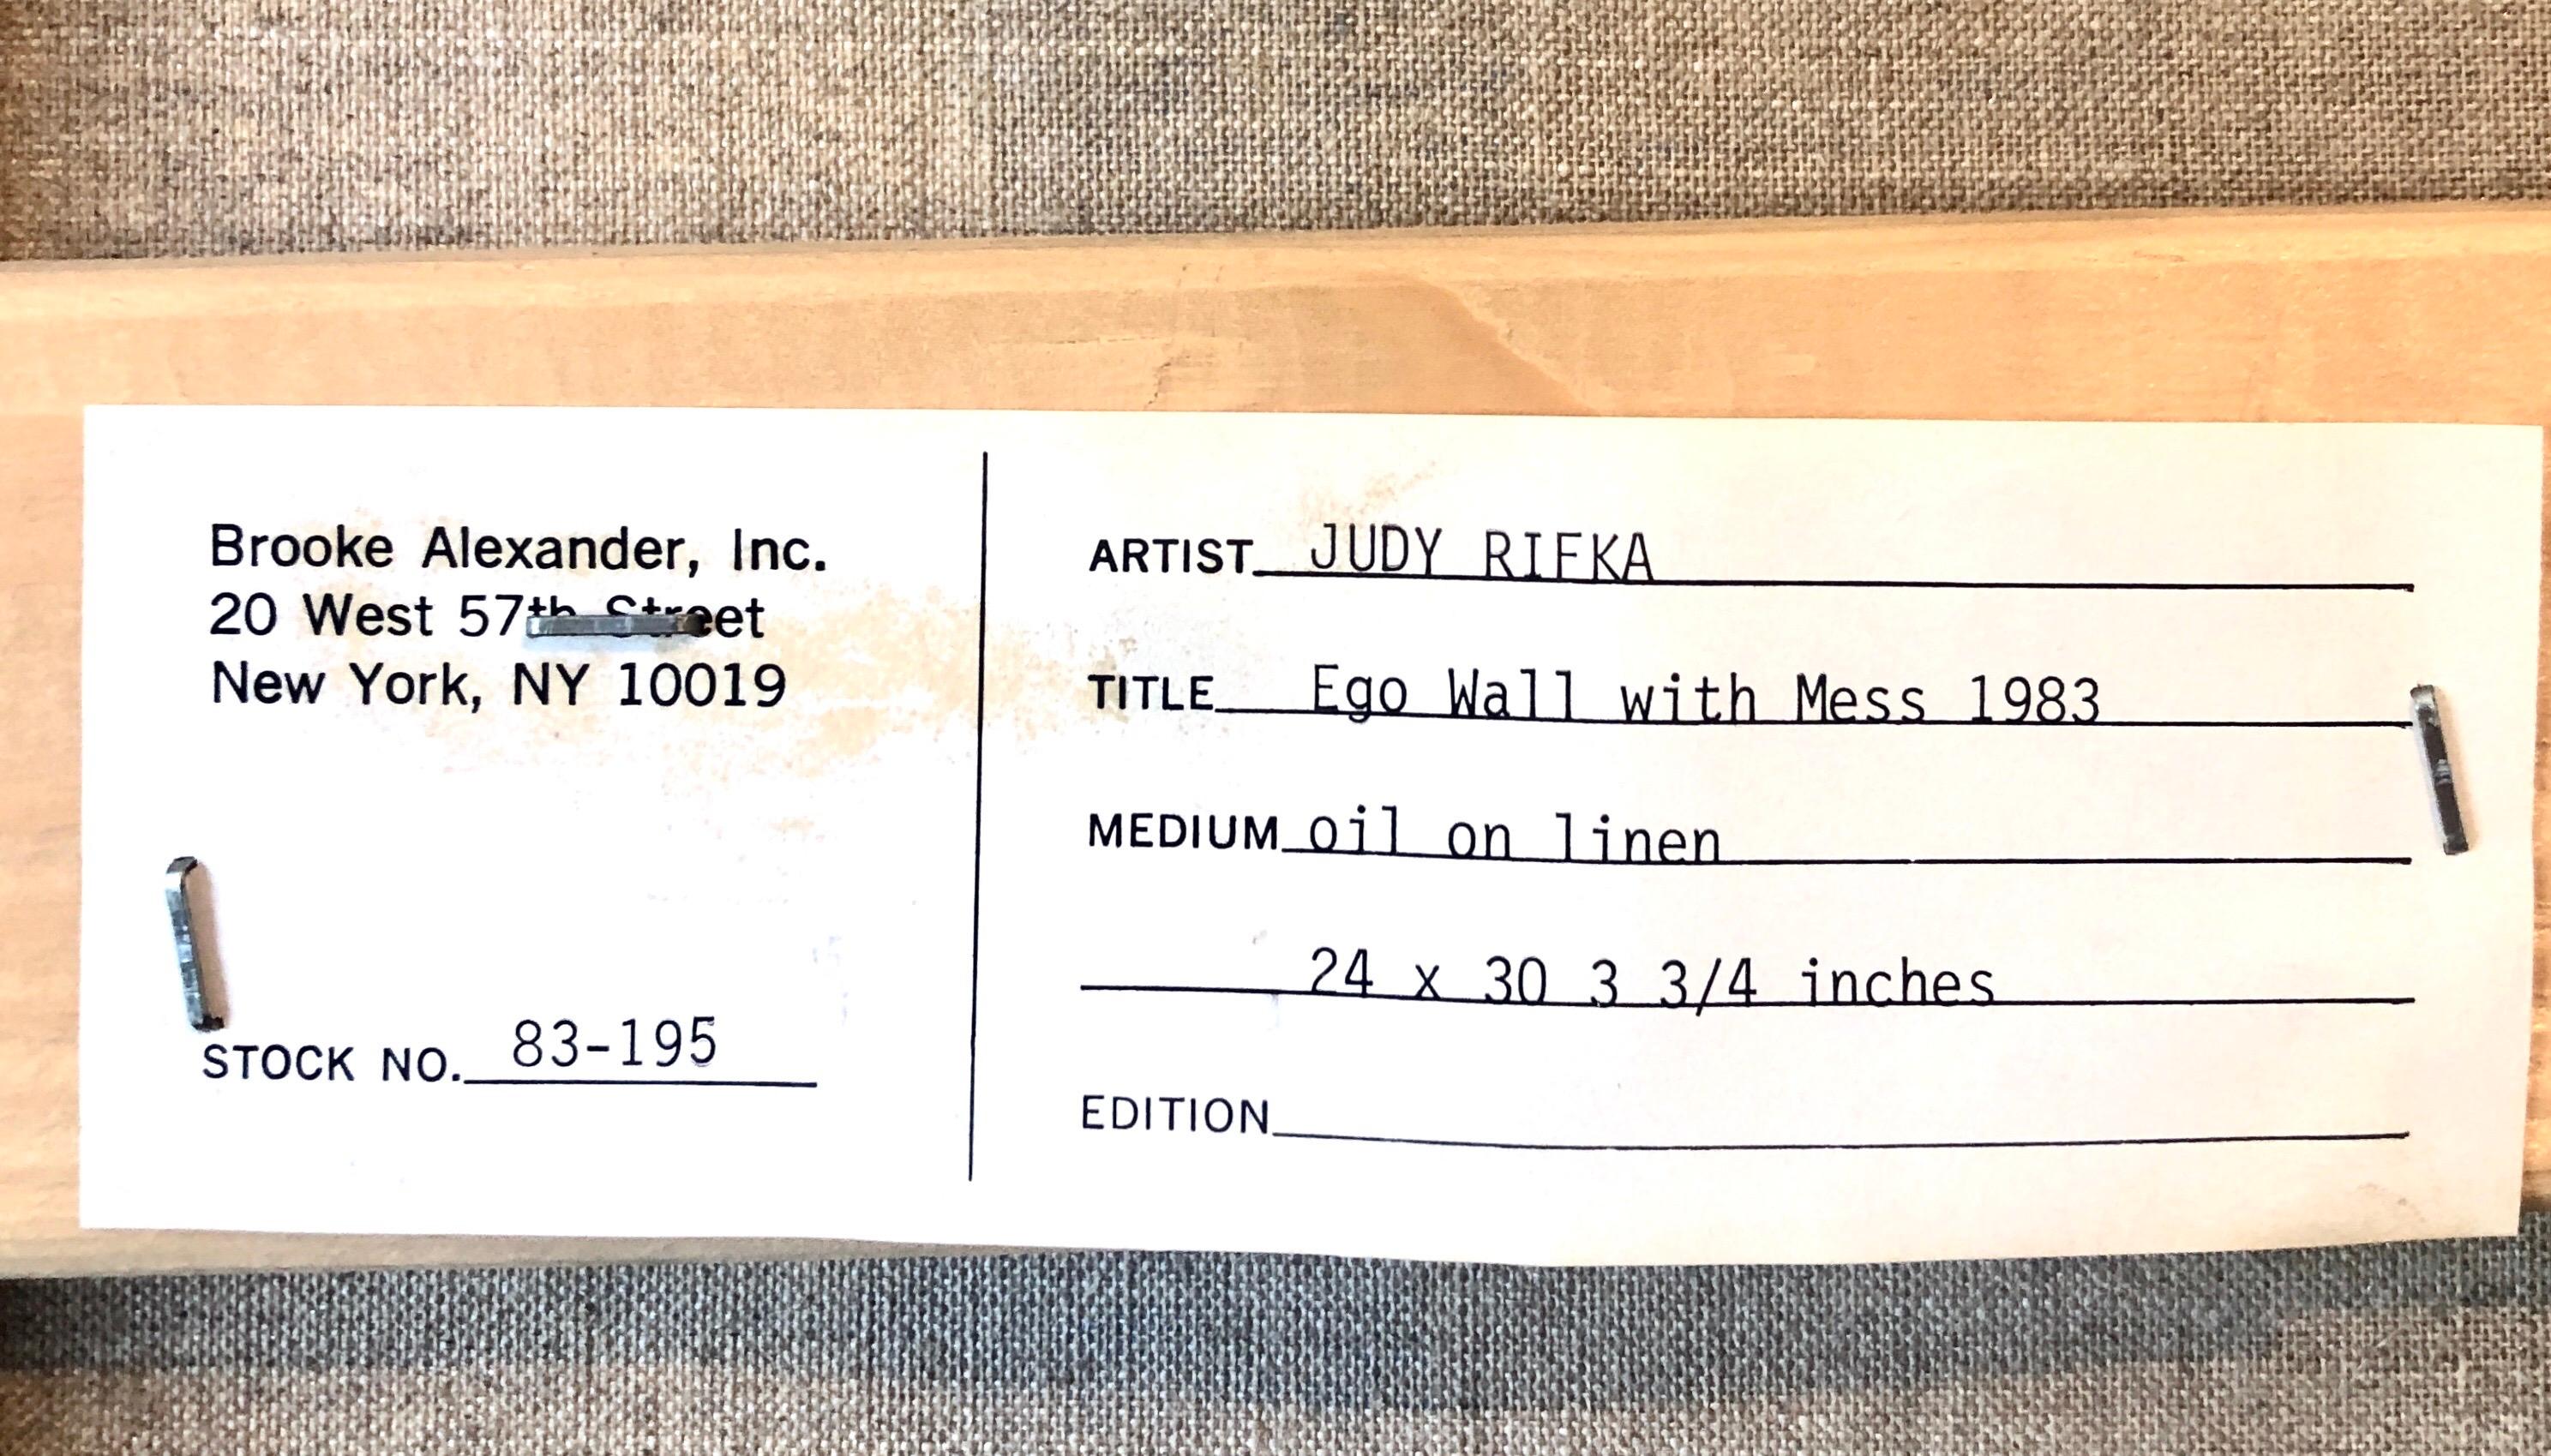 Brooke Alexander, Inc.
20 West 57th Street
New York, NY 10019
STOCK NO. 83-195
ARTIST JUDY RIFKA
TITLE Ego Wall with Mess 1983
MEDIUM oil on linen
24 x 30 3 3/4 inches
EDITION